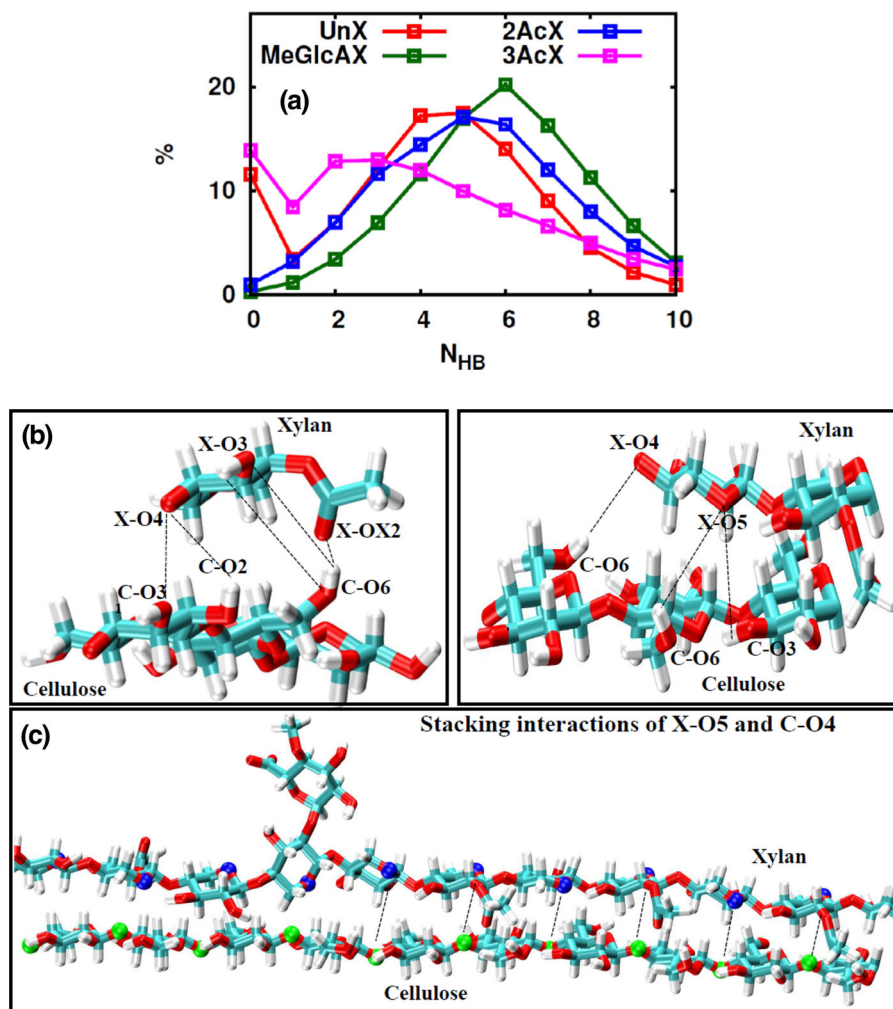 UnX 2AcX
MeGlcAX 3AcX
(a)
20
10
0
%
0 2 4 6 8 10
N_HB
(b)
X-O3
Xylan
X-O4
X-OX2
C-O2
C-O3
C-O6
Cellulose
X-O4
Xylan
X-O5
C-O6
C-O6
C-O3
Cellulose
(c)
Stacking interactions of X-O5 and C-O4
Xylan
Cellulose